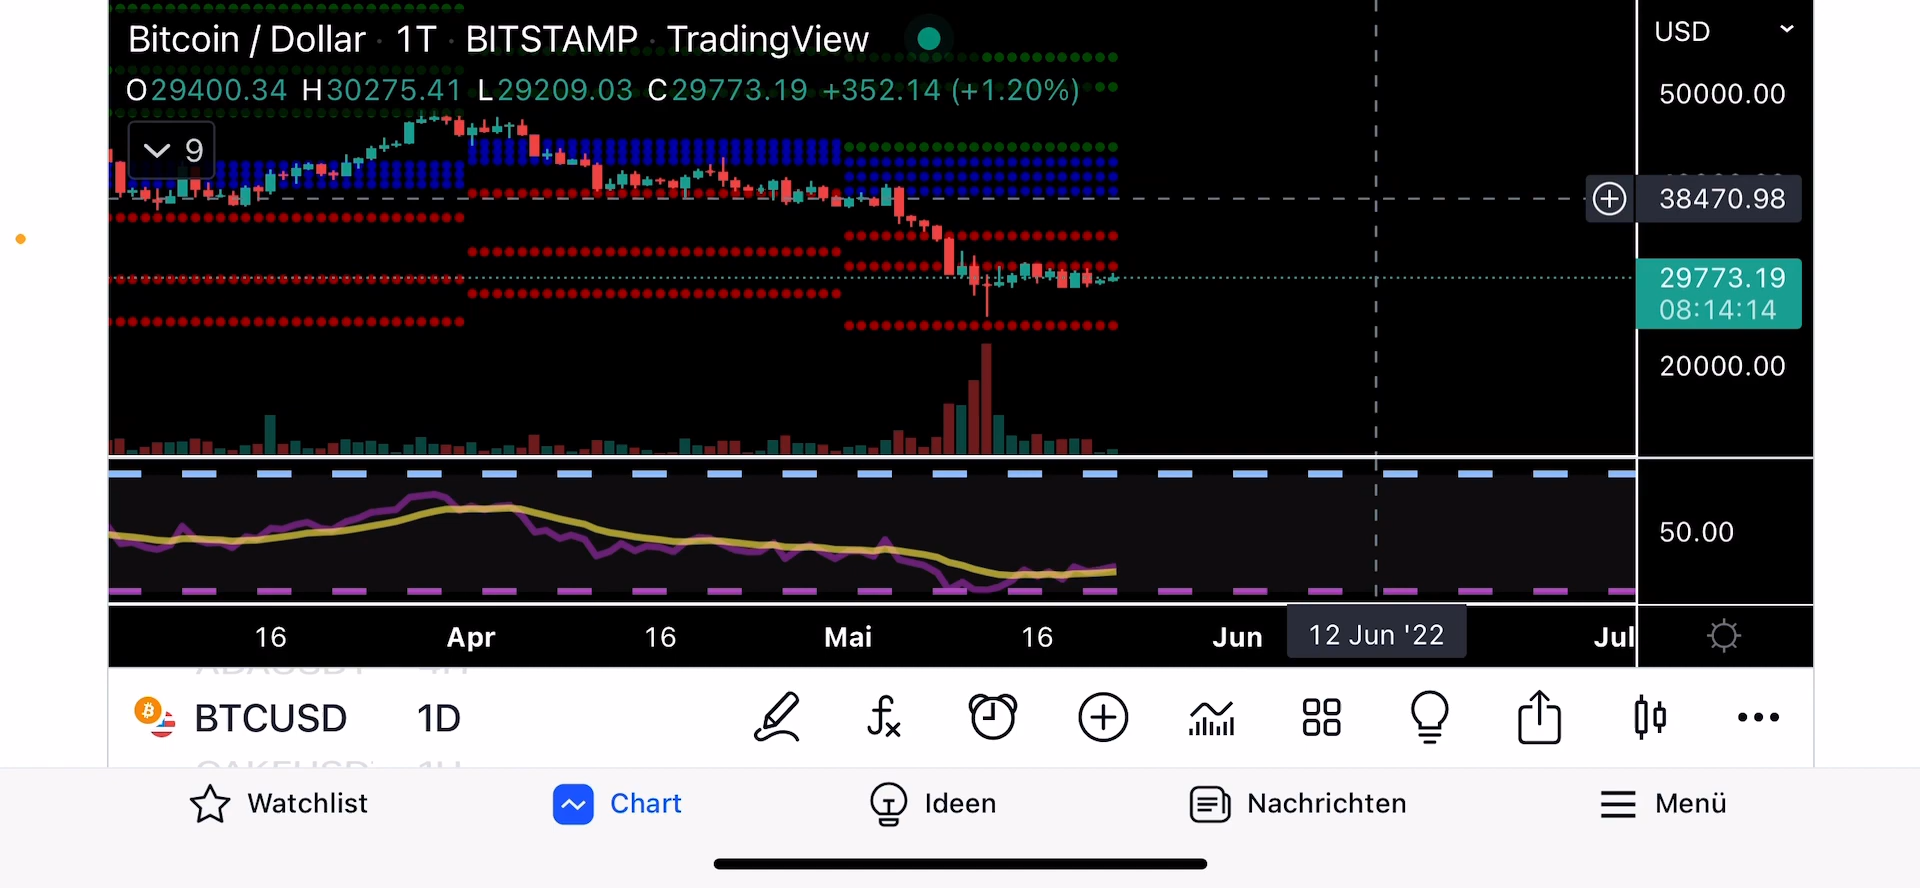 Bitcoin / Dollar · 1T · BITSTAMP · TradingView
USD
O29400.34 H30275.41 L29209.03 C29773.19 +352.14 (+1.20%)
50000.00
9
38470.98
29773.19
08:14:14
20000.00
50.00
16 Apr 16 Mai 16 Jun 12 Jun '22 Jul
BTCUSD 1D
Watchlist Chart Ideen Nachrichten Menü